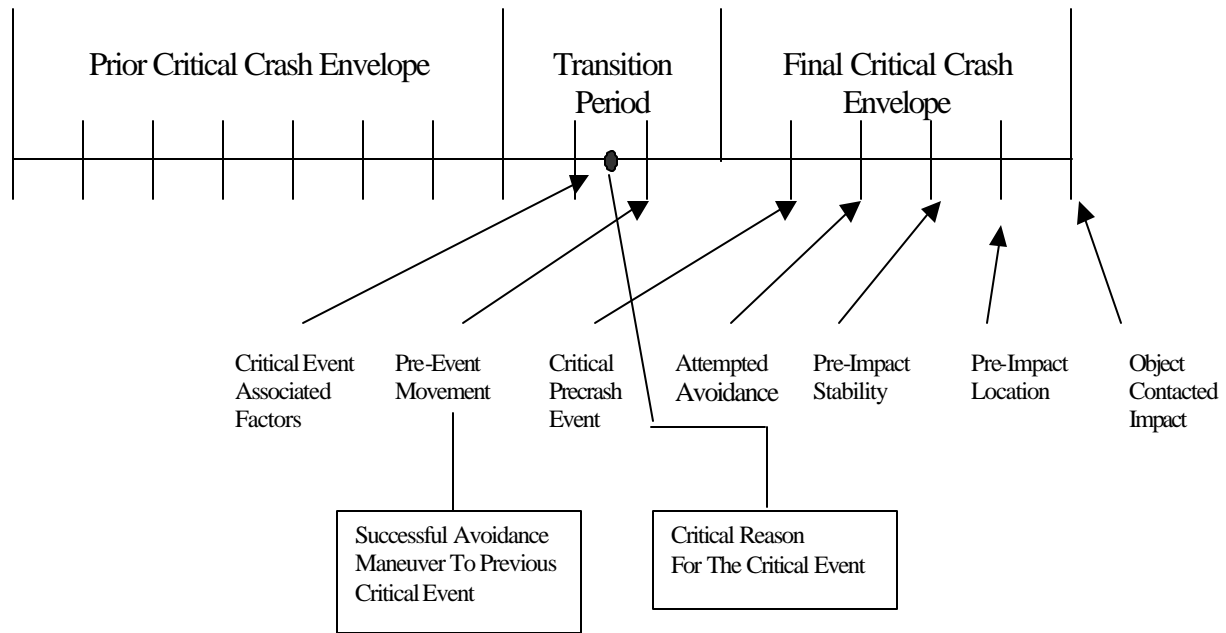 Prior Critical Crash Envelope
Transition
Period
Final Critical Crash
Envelope
Critical Event
Associated
Factors
Pre-Event
Movement
Critical
Precrash
Event
Attempted
Avoidance
Pre-Impact
Stability
Pre-Impact
Location
Object
Contacted
Impact
Successful Avoidance
Maneuver To Previous
Critical Event
Critical Reason
For The Critical Event